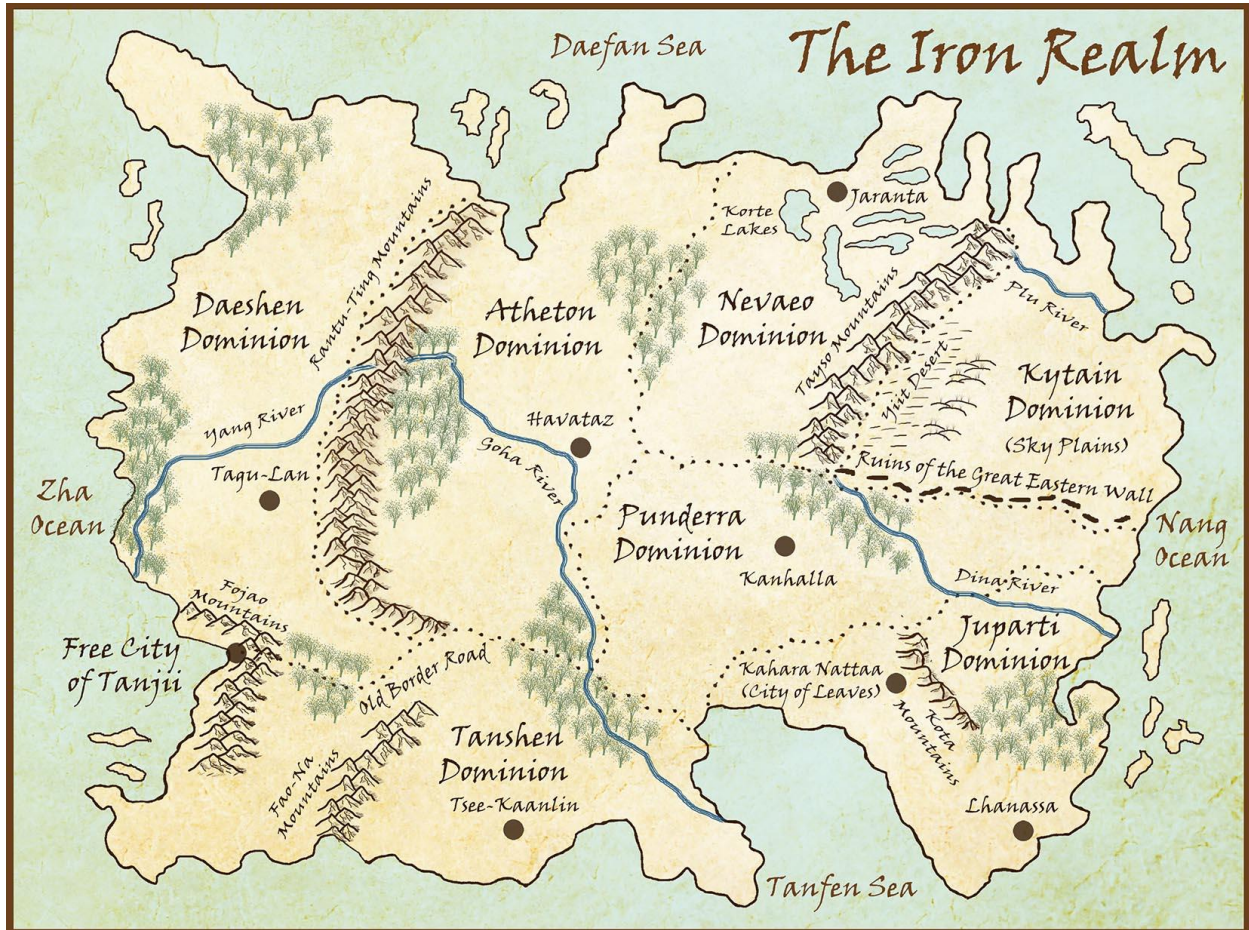 The Iron Realm
Daefan Sea
Jaranta
Korte
Lakes
Rantu-Ting Mountains
Daeshen
Dominion
Atheton
Dominion
Nevaeo
Dominion
Tayso Mountains
Plu River
Yiit Desert
Kytain
Dominion
(Sky Plains)
Yang River
Havataz
Goha River
Tagu-Lan
Ruins of the Great Eastern Wall
Zha
Ocean
Punderra
Dominion
Nang
Ocean
Kanhalla
Dina River
Fojao
Mountains
Juparti
Dominion
Free City
of Tanjii
Old Border Road
Kahara Nattaa
(City of Leaves)
Kota
Mountains
Tanshen
Dominion
Fao-Na
Mountains
Tsee-Kaanlin
Lhanassa
Tanfen Sea